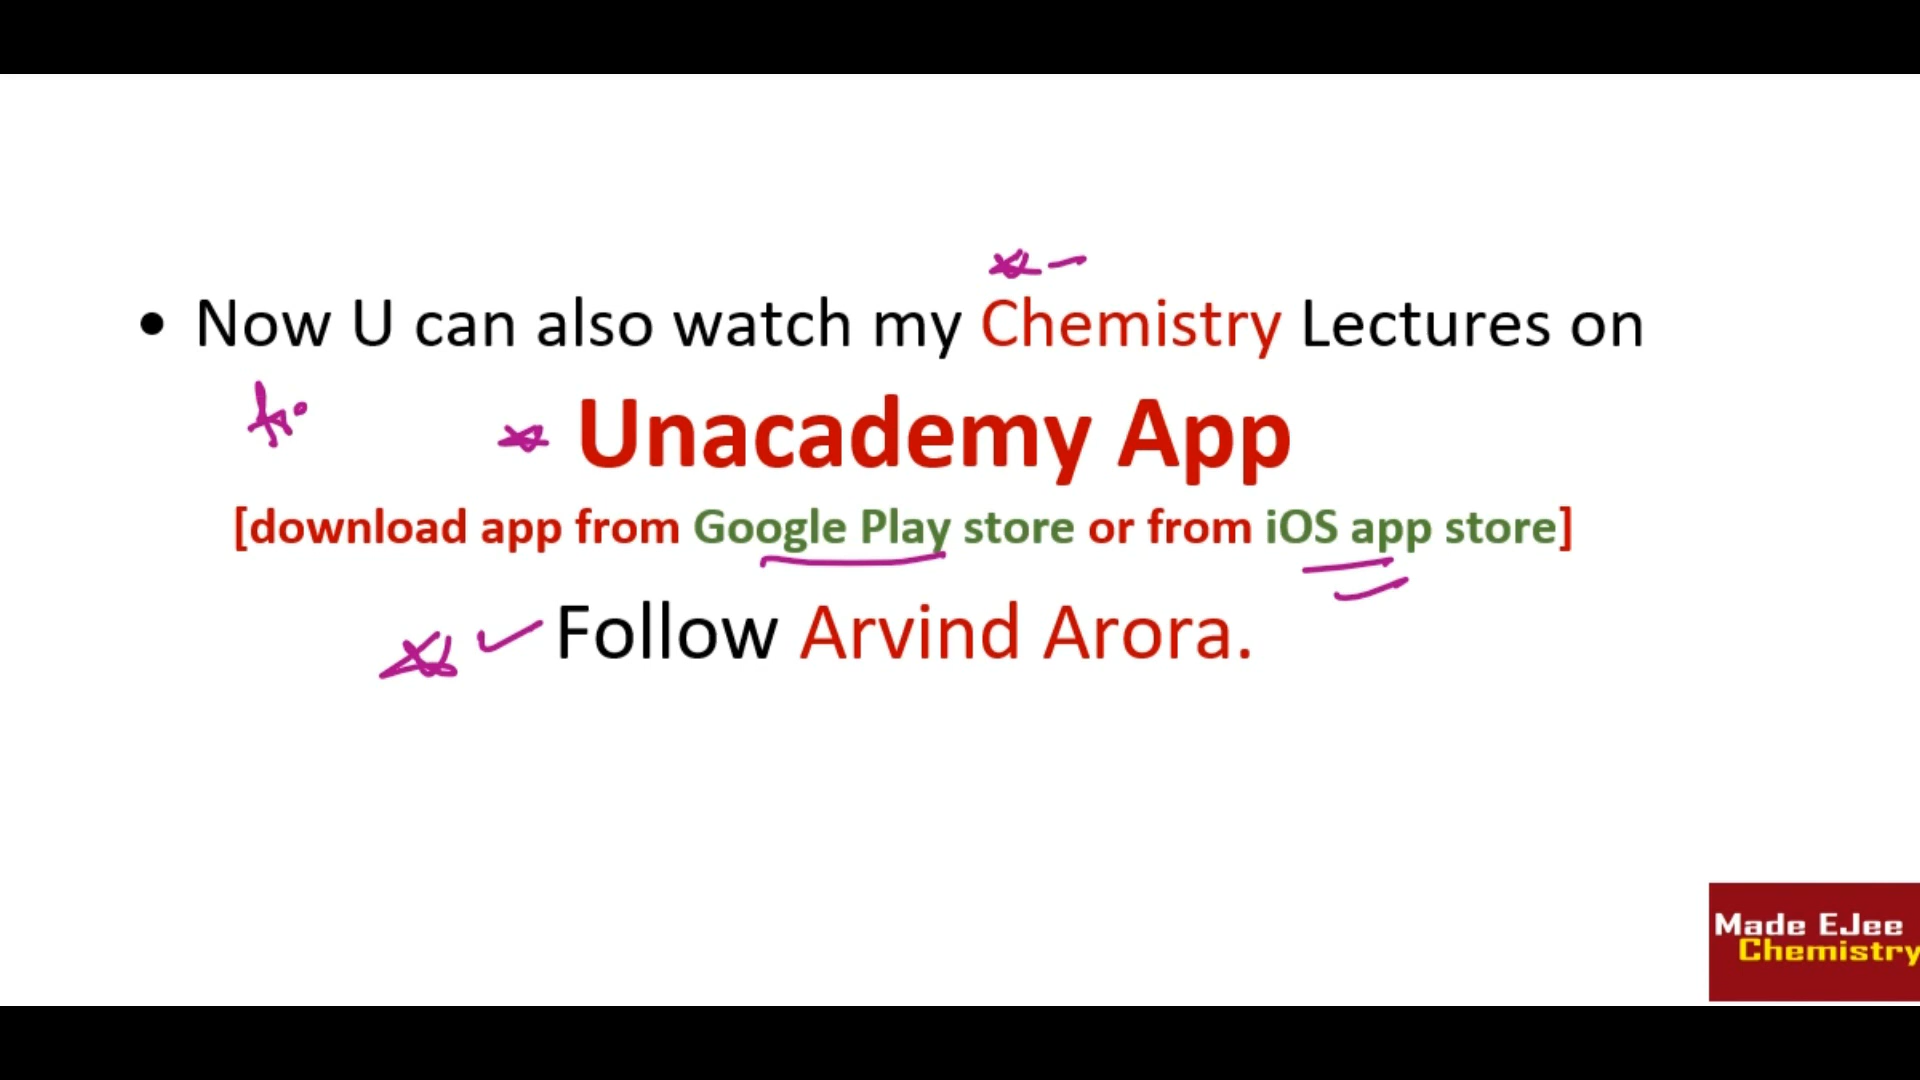 • Now U can also watch my Chemistry Lectures on
Unacademy App
[download app from Google Play store or from iOS app store]
Follow Arvind Arora.
Made EJee
Chemistry